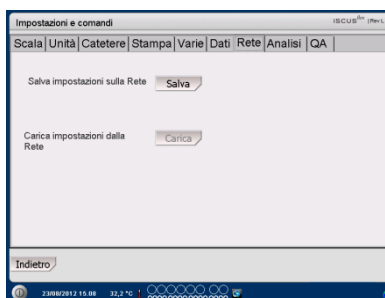 Impostazioni e comandi
Scala Unità Catetere Stampa Varie Dati Rete Analisi QA
Salva impostazioni sulla Rete
Salva
Carica impostazioni dalla
Rete
Carica
Indietro
23/08/2012 15.08 32,2 °C